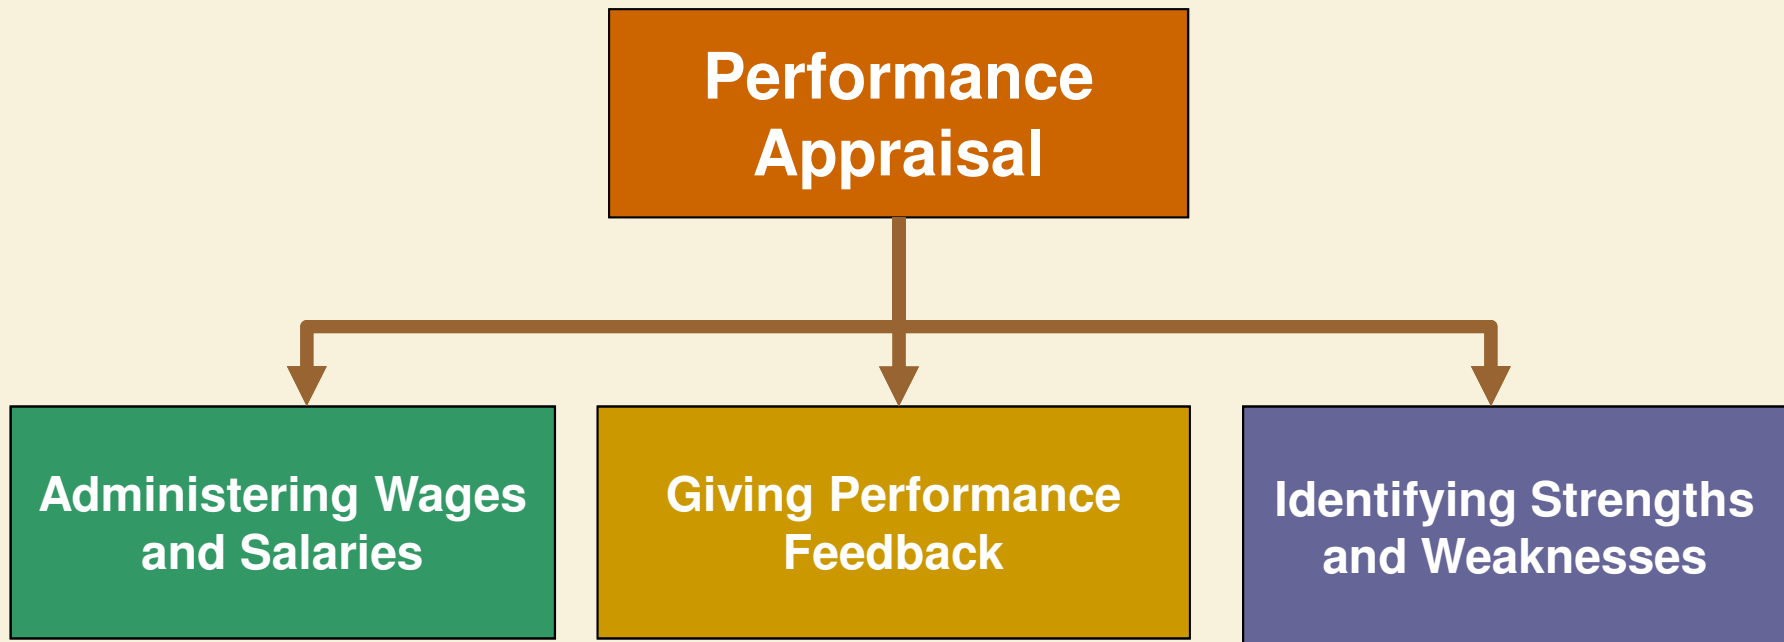 Performance
Appraisal
Administering Wages
and Salaries
Giving Performance
Feedback
Identifying Strengths
and Weaknesses